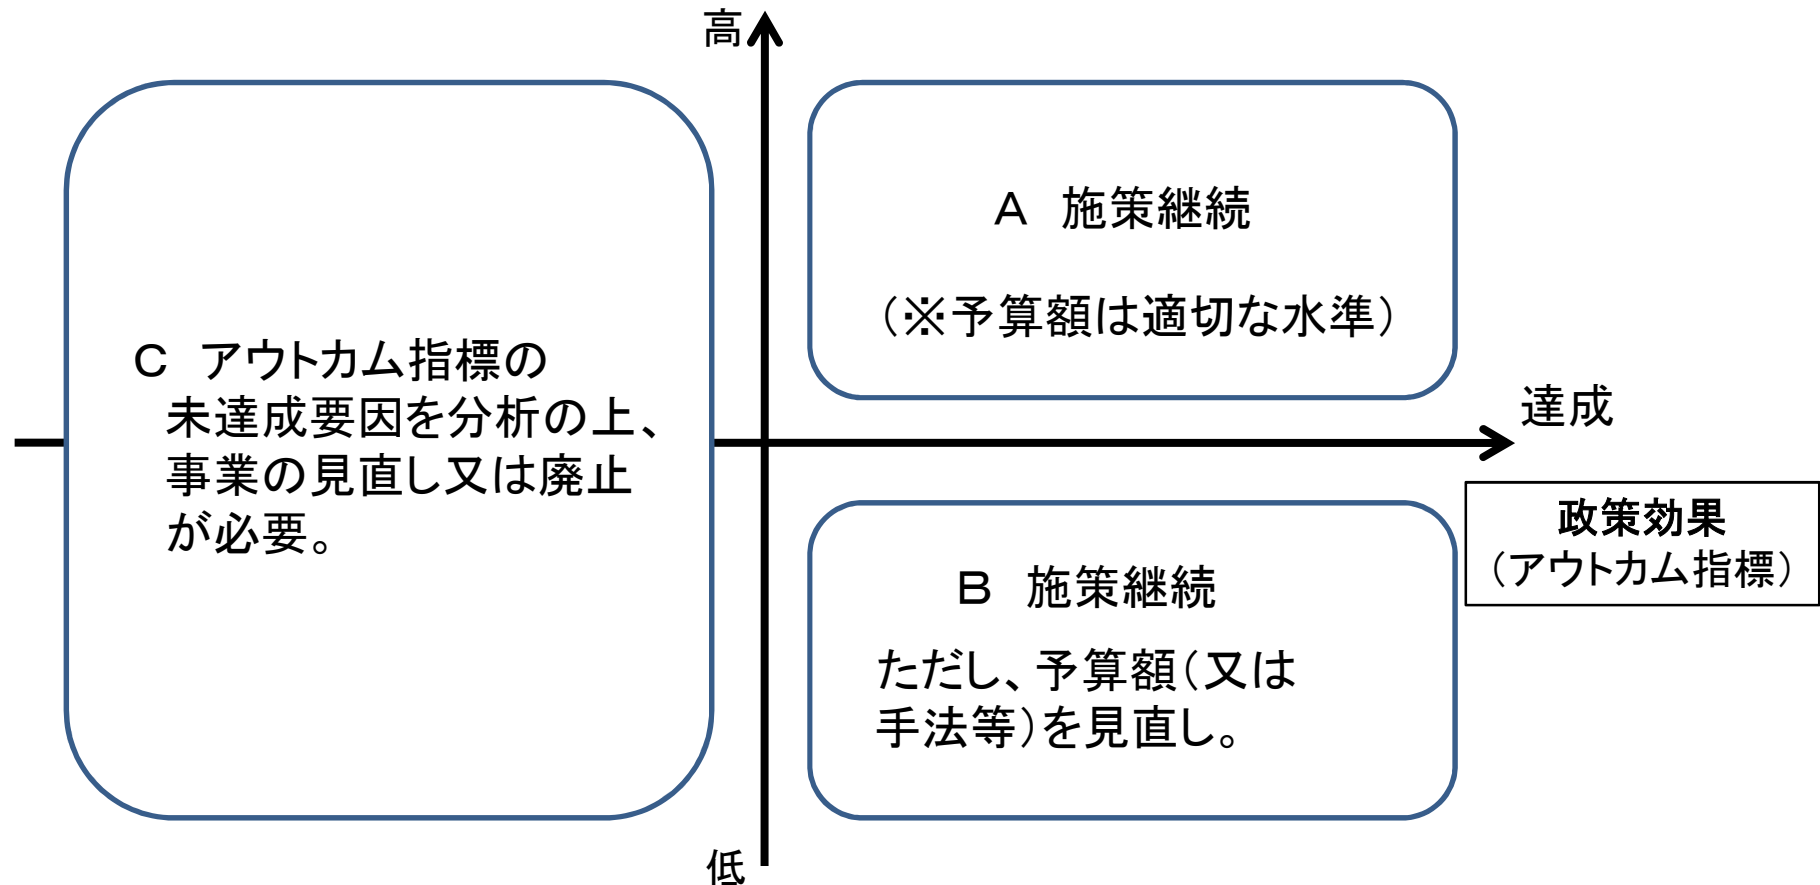 高
A 施策継続
(※予算額は適切な水準)
C アウトカム指標の
未達成要因を分析の上、
事業の見直し又は廃止
が必要。
達成
政策効果
(アウトカム指標)
B 施策継続
ただし、予算額(又は
手法等)を見直し。
低